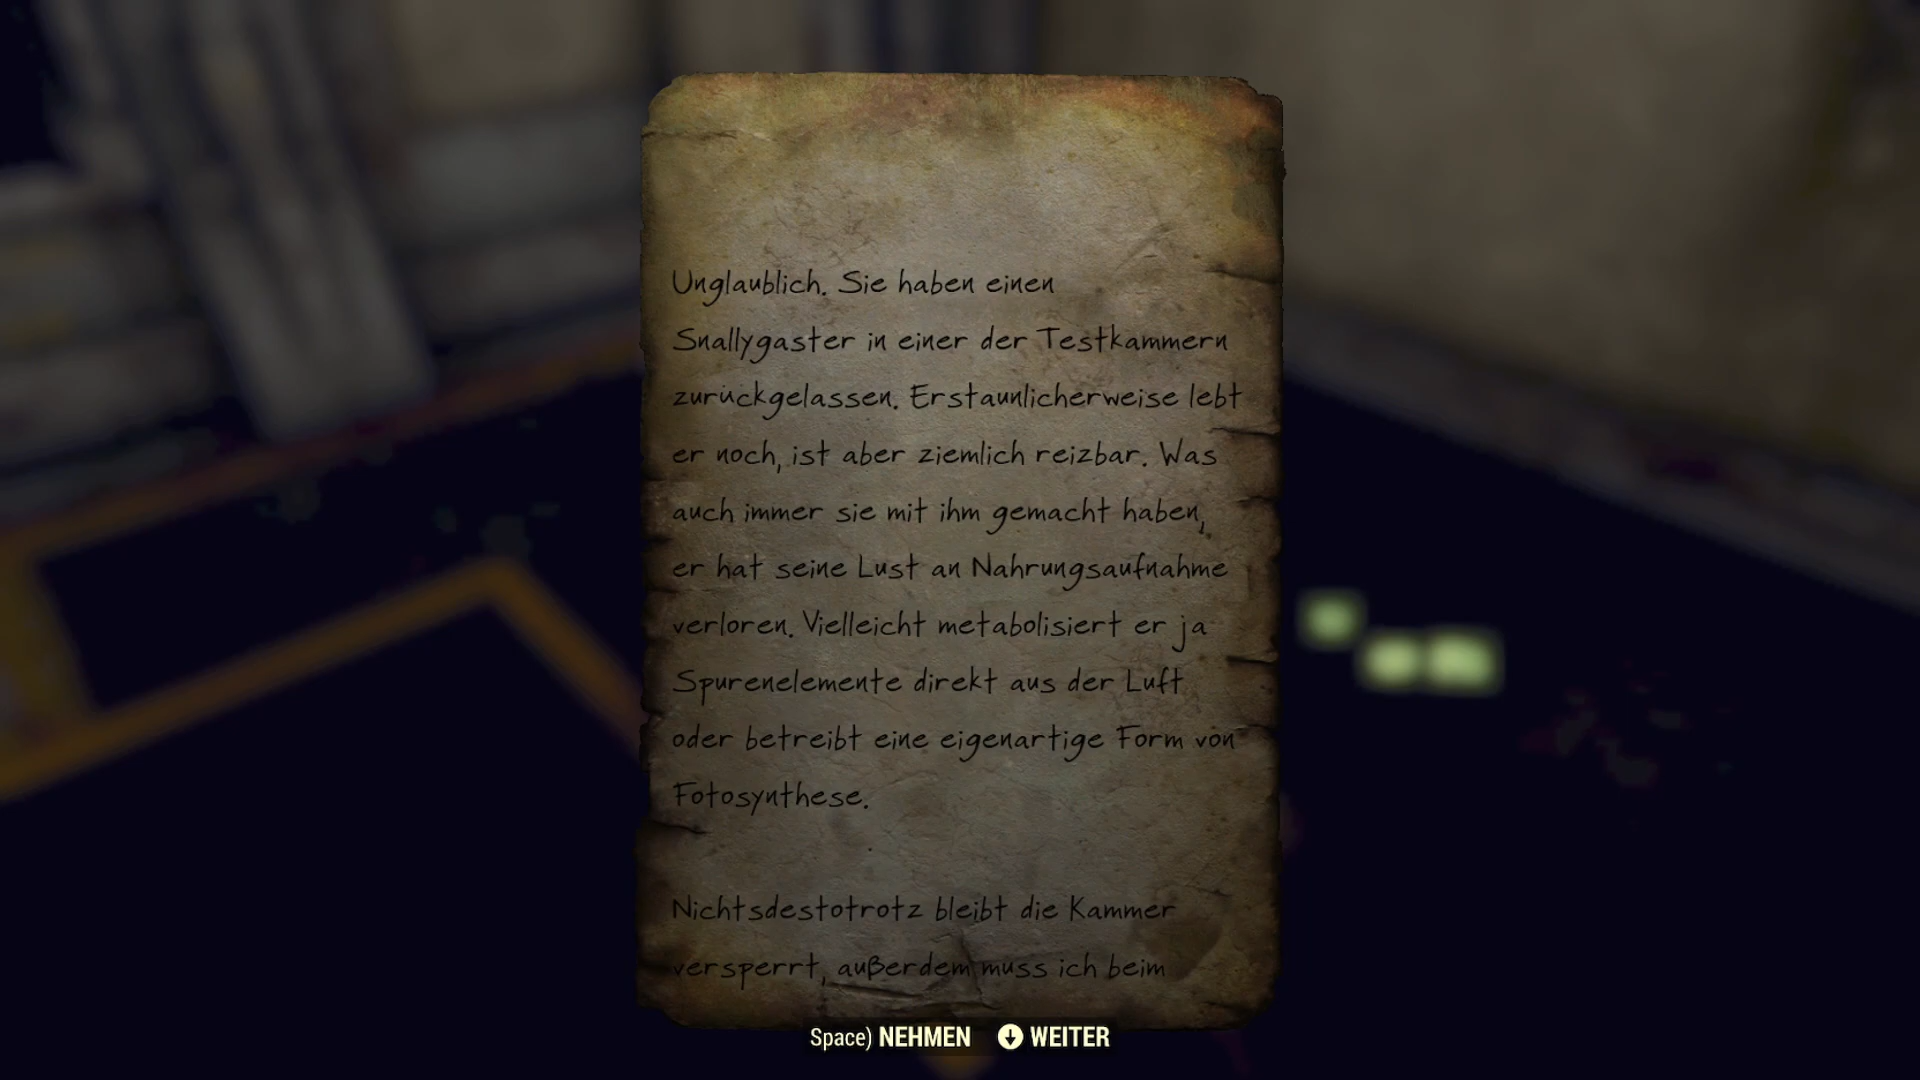 Unglaublich. Sie haben einen
Snallygaster in einer der Testkammern
zurückgelassen. Erstaunlicherweise lebt
er noch, ist aber ziemlich reizbar. Was
auch immer sie mit ihm gemacht haben,
er hat seine Lust an Nahrungsaufnahme
verloren. Vielleicht metabolisiert er ja
Spurenelemente direkt aus der Luft
oder betreibt eine eigenartige Form von
Fotosynthese.
Nichtsdestotrotz bleibt die Kammer
versperrt, außerdem muss ich beim
Space) NEHMEN WEITER